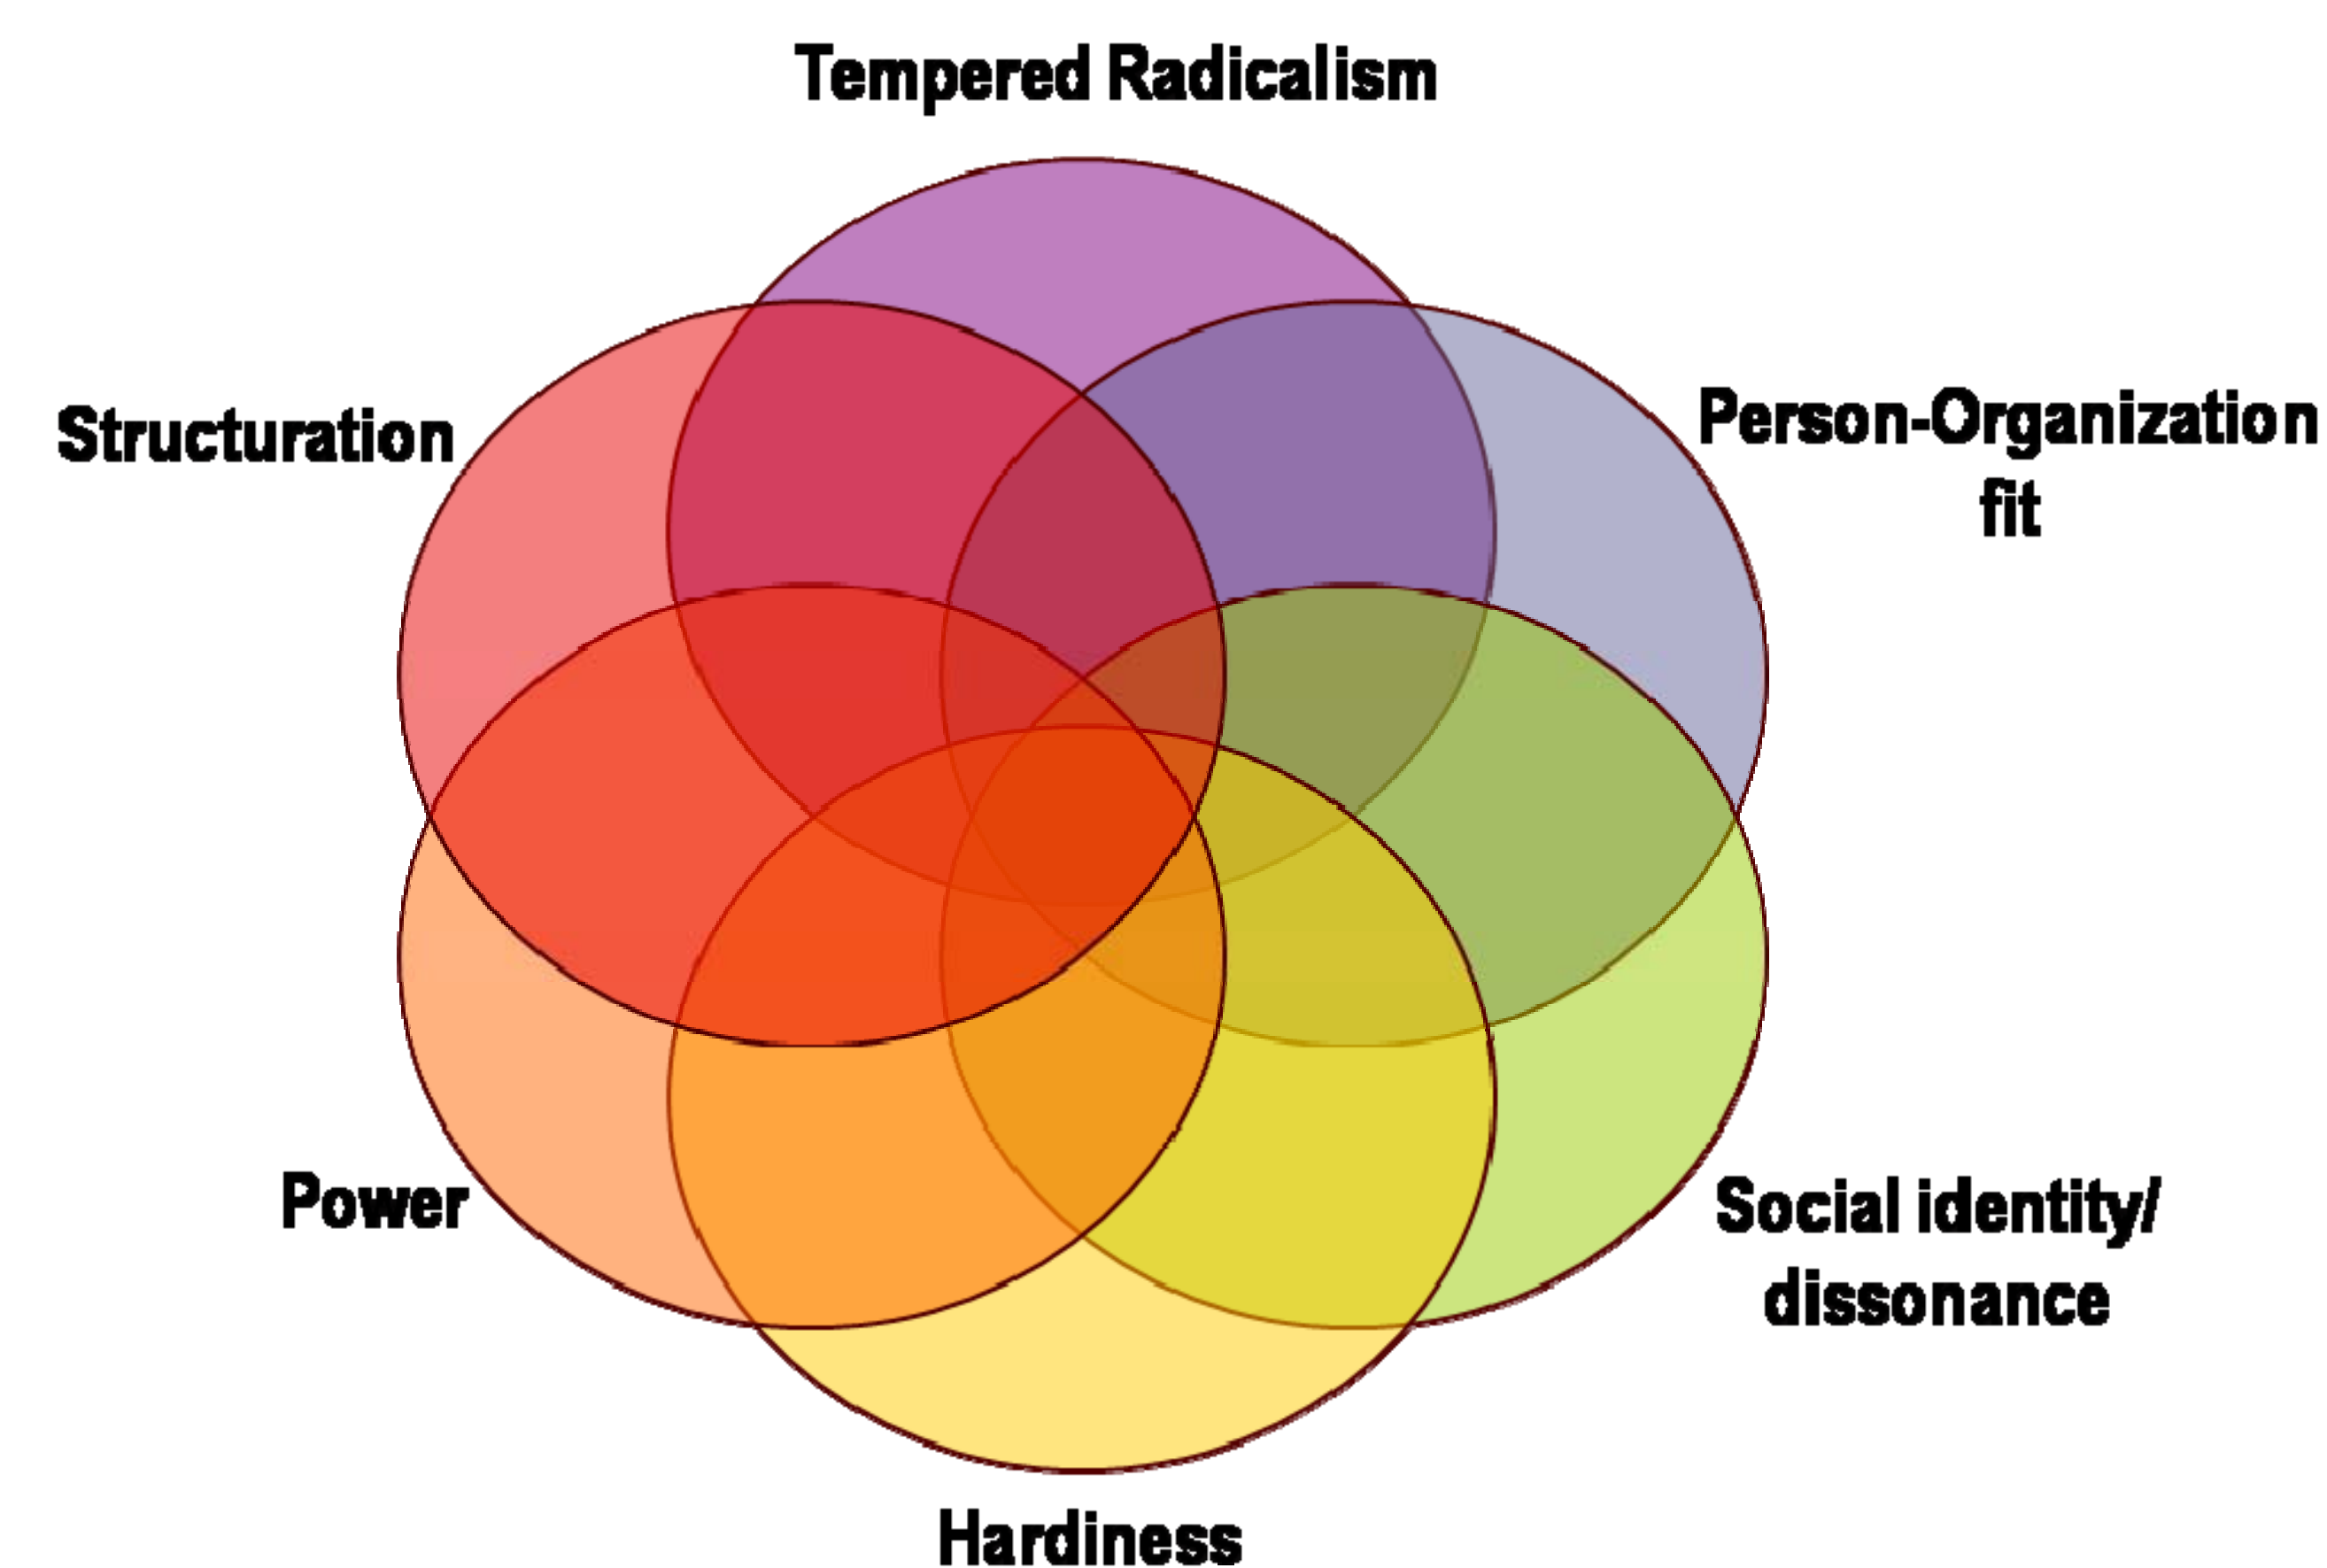 Tempered Radicalism
Structuration
Person-Organization
fit
Power
Social identity/
dissonance
Hardiness